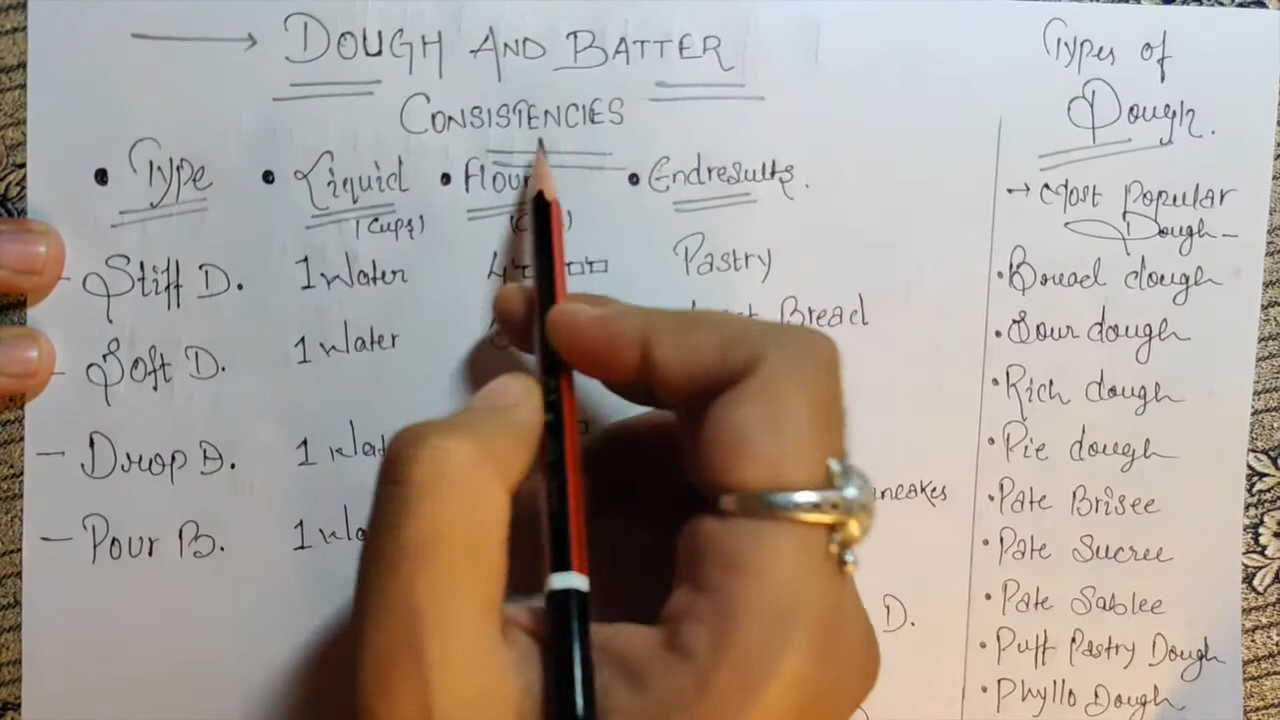 → DOUGH AND BATTER
CONSISTENCIES
• Type • Liquid • Flour • Endresults.
(Cups)
Stiff D. 1 Water Pastry
- Soft D. 1 Water Bread
- Drop B. 1
- Pour B. 1
D.
Types of
Dough.
→ Most Popular
Dough-
• Bread dough
• Sour dough
• Rich dough
• Pie dough
• Pate Brisee
• Pate Sucree
• Pate Sablee
• Puff Pastry Dough
• Phyllo Dough